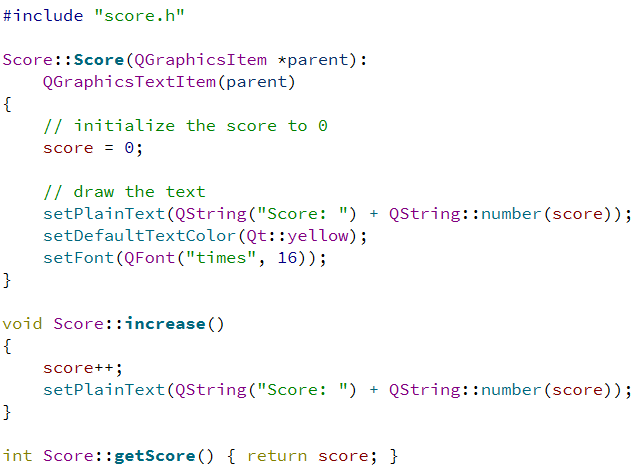 #include "score.h"

Score::Score(QGraphicsItem *parent):
    QGraphicsTextItem(parent)
{
    // initialize the score to 0
    score = 0;

    // draw the text
    setPlainText(QString("Score: ") + QString::number(score));
    setDefaultTextColor(Qt::yellow);
    setFont(QFont("times", 16));
}

void Score::increase()
{
    score++;
    setPlainText(QString("Score: ") + QString::number(score));
}

int Score::getScore() { return score; }